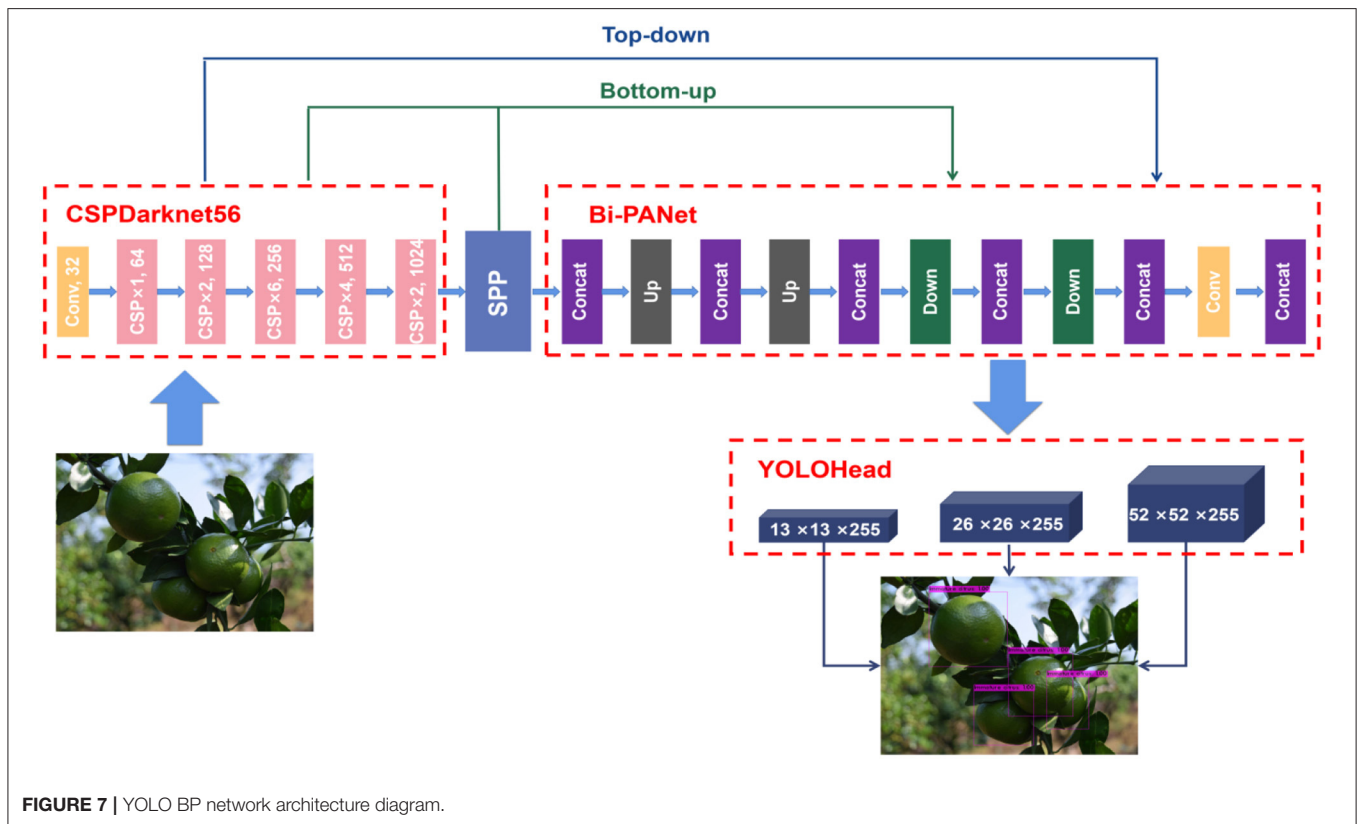 Top-down
Bottom-up
CSPDarknet56
Conv, 32
CSP×1, 64
CSP×2, 128
CSP×6, 256
CSP×4, 512
CSP×2, 1024
SPP
Bi-PANet
Concat
Up
Concat
Up
Concat
Down
Concat
Down
Concat
Conv
Concat
YOLOHead
13 ×13 ×255
26 ×26 ×255
52 ×52 ×255
FIGURE 7 | YOLO BP network architecture diagram.